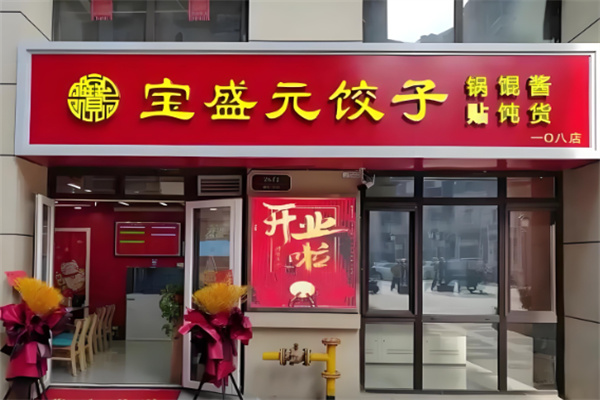 宝盛元饺子
锅贴 馄饨 酱货
一〇八店
开业啦